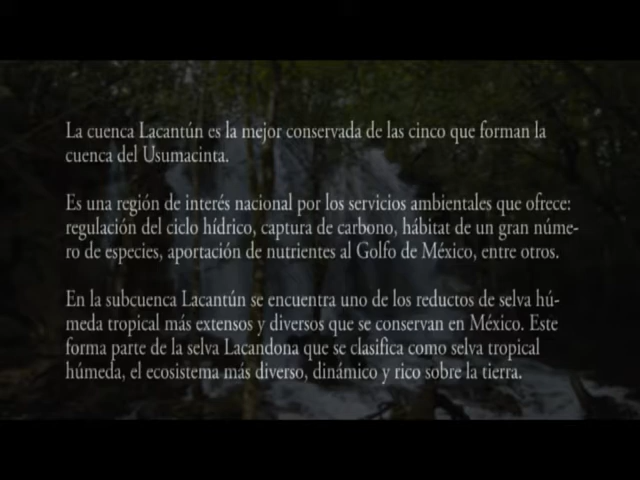 La cuenca Lacantún es la mejor conservada de las cinco que forman la
cuenca del Usumacinta.
Es una región de interés nacional por los servicios ambientales que ofrece:
regulación del ciclo hídrico, captura de carbono, hábitat de un gran núme-
ro de especies, aportación de nutrientes al Golfo de México, entre otros.
En la subcuenca Lacantún se encuentra uno de los reductos de selva hú-
meda tropical más extensos y diversos que se conservan en México. Este
forma parte de la selva Lacandona que se clasifica como selva tropical
húmeda, el ecosistema más diverso, dinámico y rico sobre la tierra.